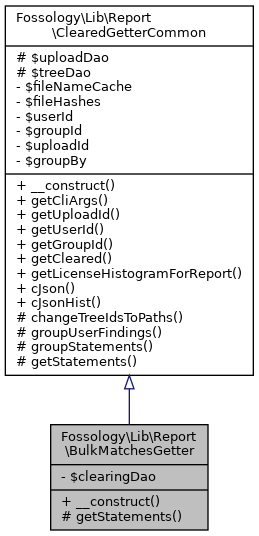 Fossology\Lib\Report
\ClearedGetterCommon
# $uploadDao
# $treeDao
- $fileNameCache
- $fileHashes
- $userId
- $groupId
- $uploadId
- $groupBy
+ __construct()
+ getCliArgs()
+ getUploadId()
+ getUserId()
+ getGroupId()
+ getCleared()
+ getLicenseHistogramForReport()
+ cJson()
+ cJsonHist()
# changeTreeIdsToPaths()
# groupUserFindings()
# groupStatements()
# getStatements()
Fossology\Lib\Report
\BulkMatchesGetter
- $clearingDao
+ __construct()
# getStatements()